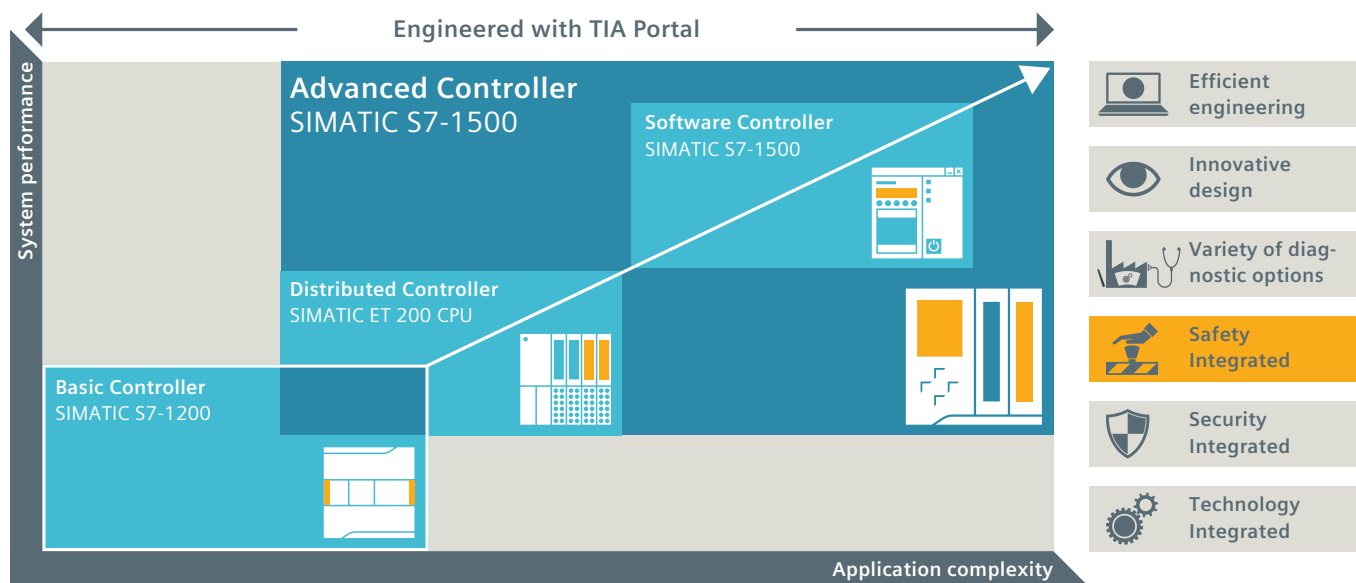 Engineered with TIA Portal
System performance
Advanced Controller
SIMATIC S7-1500
Software Controller
SIMATIC S7-1500
Distributed Controller
SIMATIC ET 200 CPU
Basic Controller
SIMATIC S7-1200
Application complexity
Efficient
engineering
Innovative
design
Variety of diag-
nostic options
Safety
Integrated
Security
Integrated
Technology
Integrated